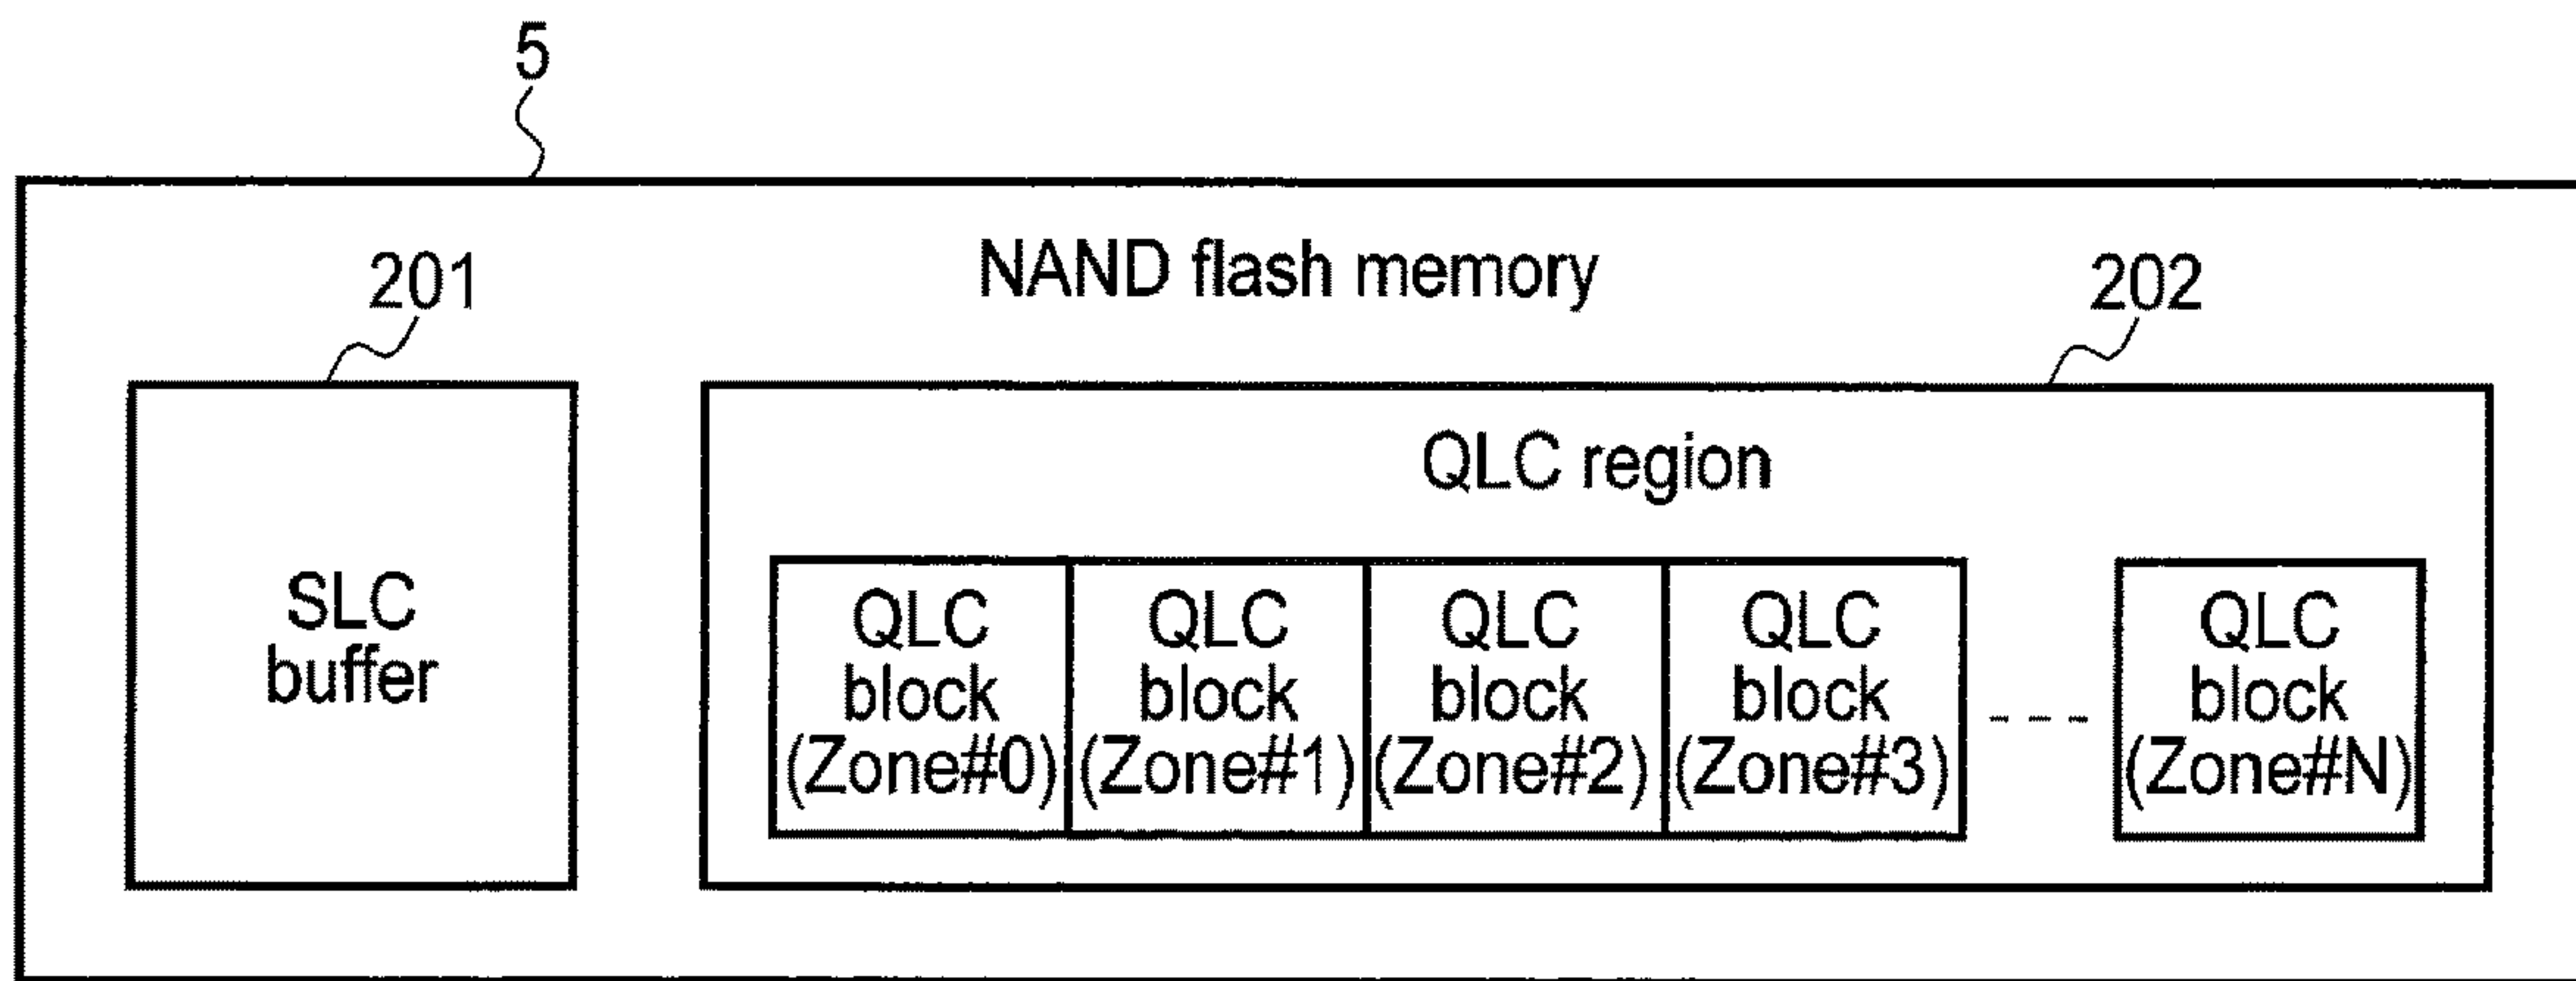 5
NAND flash memory
201
202
QLC region
SLC
buffer
QLC
block
(Zone#0)
QLC
block
(Zone#1)
QLC
block
(Zone#2)
QLC
block
(Zone#3)
QLC
block
(Zone#N)